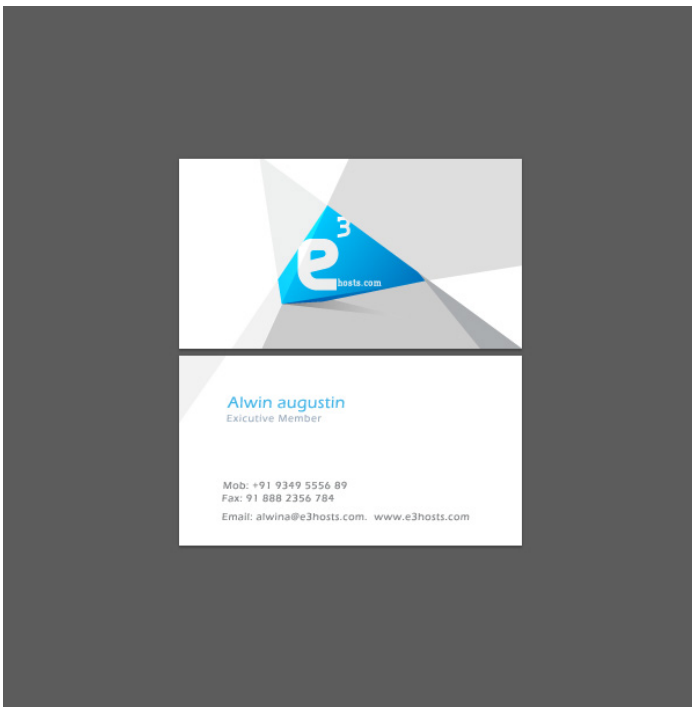 e3
hosts.com
Alwin augustin
Exicutive Member
Mob: +91 9349 5556 89
Fax: 91 888 2356 784
Email: alwina@e3hosts.com. www.e3hosts.com